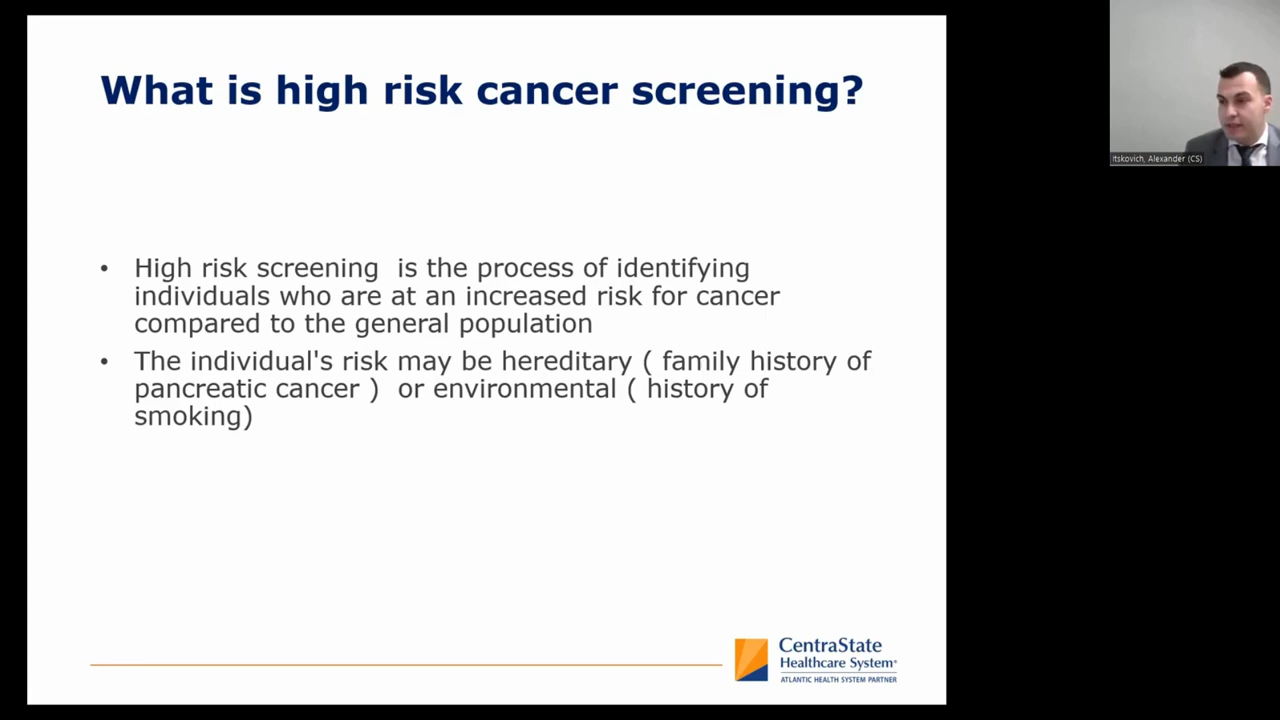 What is high risk cancer screening?
• High risk screening  is the process of identifying
individuals who are at an increased risk for cancer
compared to the general population
• The individual's risk may be hereditary ( family history of
pancreatic cancer )  or environmental ( history of
smoking)
CentraState
Healthcare System®
ATLANTIC HEALTH SYSTEM PARTNER
Itskovich, Alexander (CS)